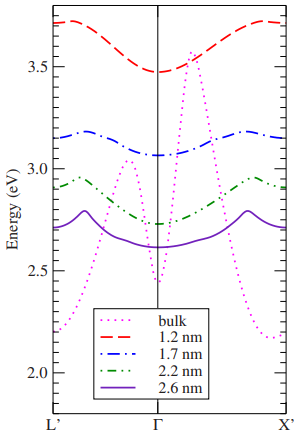 Energy (eV)
3.5
3.0
2.5
2.0
bulk
1.2 nm
1.7 nm
2.2 nm
2.6 nm
L’ Γ X’